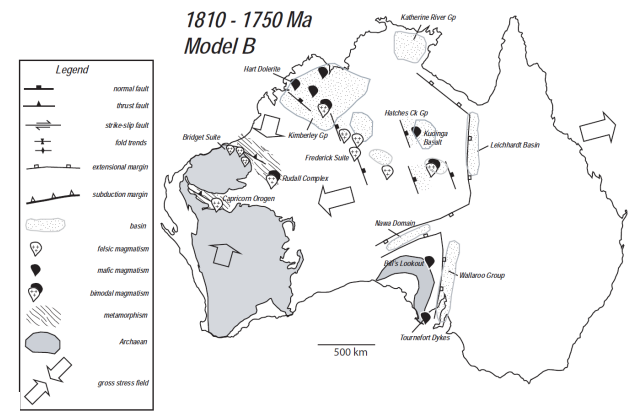 1810 - 1750 Ma
Model B
Legend
normal fault
thrust fault
strike-slip fault
fold trends
extensional margin
subduction margin
basin
felsic magmatism
mafic magmatism
bimodal magmatism
metamorphism
Archaean
gross stress field
Katherine River Gp
Hart Dolerite
Hatches Ck Gp
Kimberley Gp
Kudinga
Basalt
Bridget Suite
Frederick Suite
Leichhardt Basin
Rudall Complex
Capricorn Orogen
Nawa Domain
Bill's Lookout
Wallaroo Group
Tournefort Dykes
500 km